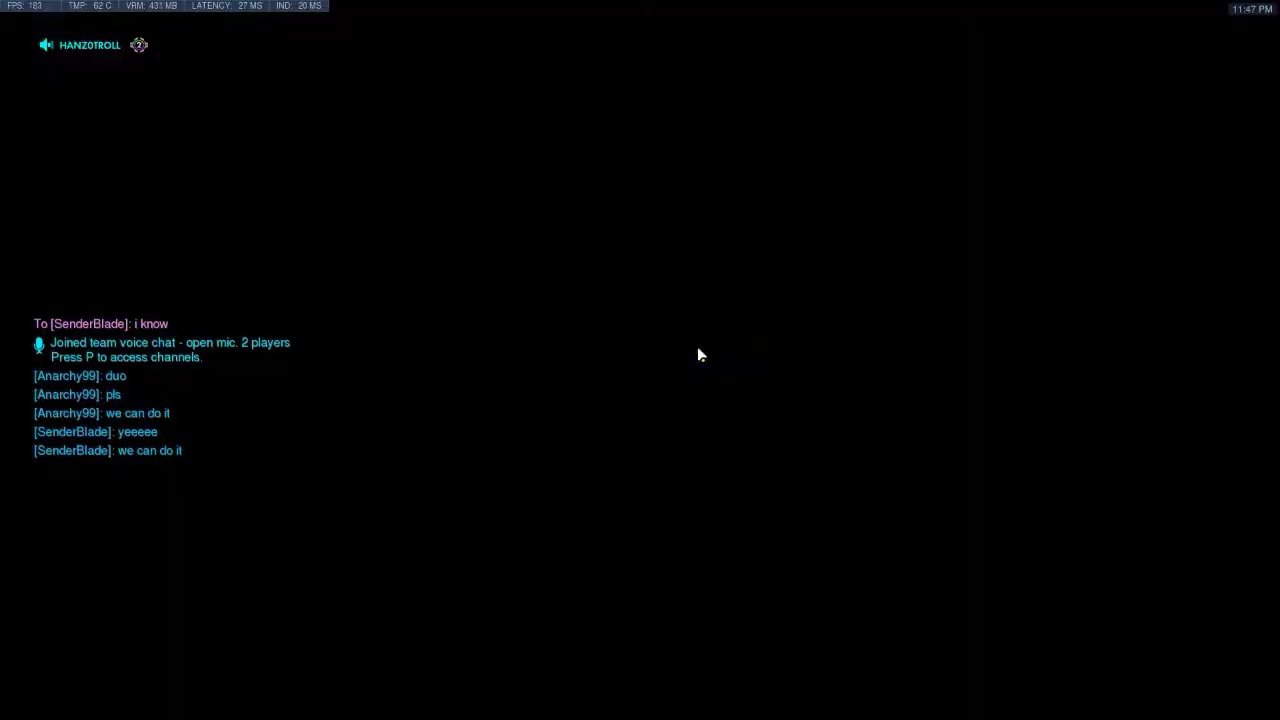 FPS: 183 TMP: 62 C VRM: 431 MB LATENCY: 27 MS IND: 20 MS
11:47 PM
HANZ0TROLL 2
To [SenderBlade]: i know
Joined team voice chat - open mic. 2 players
Press P to access channels.
[Anarchy99]: duo
[Anarchy99]: pls
[Anarchy99]: we can do it
[SenderBlade]: yeeeee
[SenderBlade]: we can do it